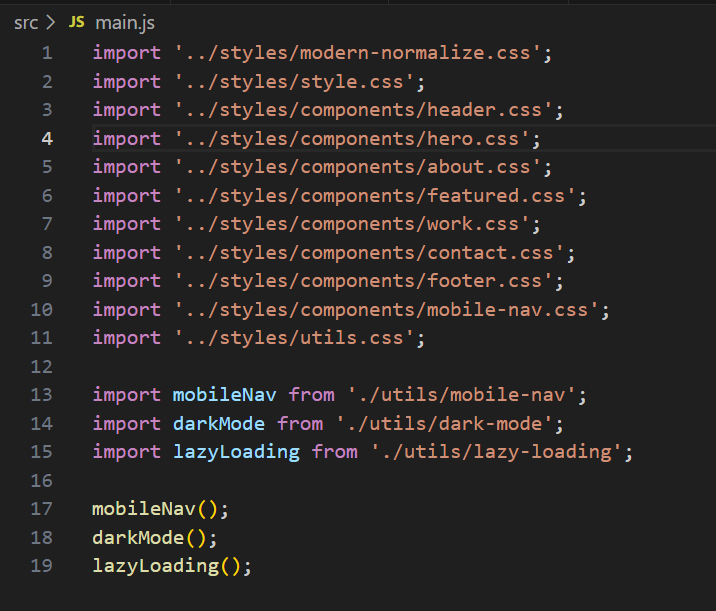 src > JS main.js
1 import '../styles/modern-normalize.css';
2 import '../styles/style.css';
3 import '../styles/components/header.css';
4 import '../styles/components/hero.css';
5 import '../styles/components/about.css';
6 import '../styles/components/featured.css';
7 import '../styles/components/work.css';
8 import '../styles/components/contact.css';
9 import '../styles/components/footer.css';
10 import '../styles/components/mobile-nav.css';
11 import '../styles/utils.css';
12
13 import mobileNav from './utils/mobile-nav';
14 import darkMode from './utils/dark-mode';
15 import lazyLoading from './utils/lazy-loading';
16
17 mobileNav();
18 darkMode();
19 lazyLoading();